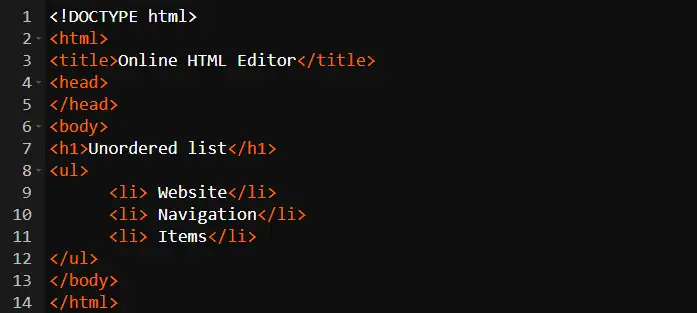 1 <!DOCTYPE html>
2 <html>
3 <title>Online HTML Editor</title>
4 <head>
5 </head>
6 <body>
7 <h1>Unordered list</h1>
8 <ul>
9       <li> Website</li>
10       <li> Navigation</li>
11       <li> Items</li>
12 </ul>
13 </body>
14 </html>